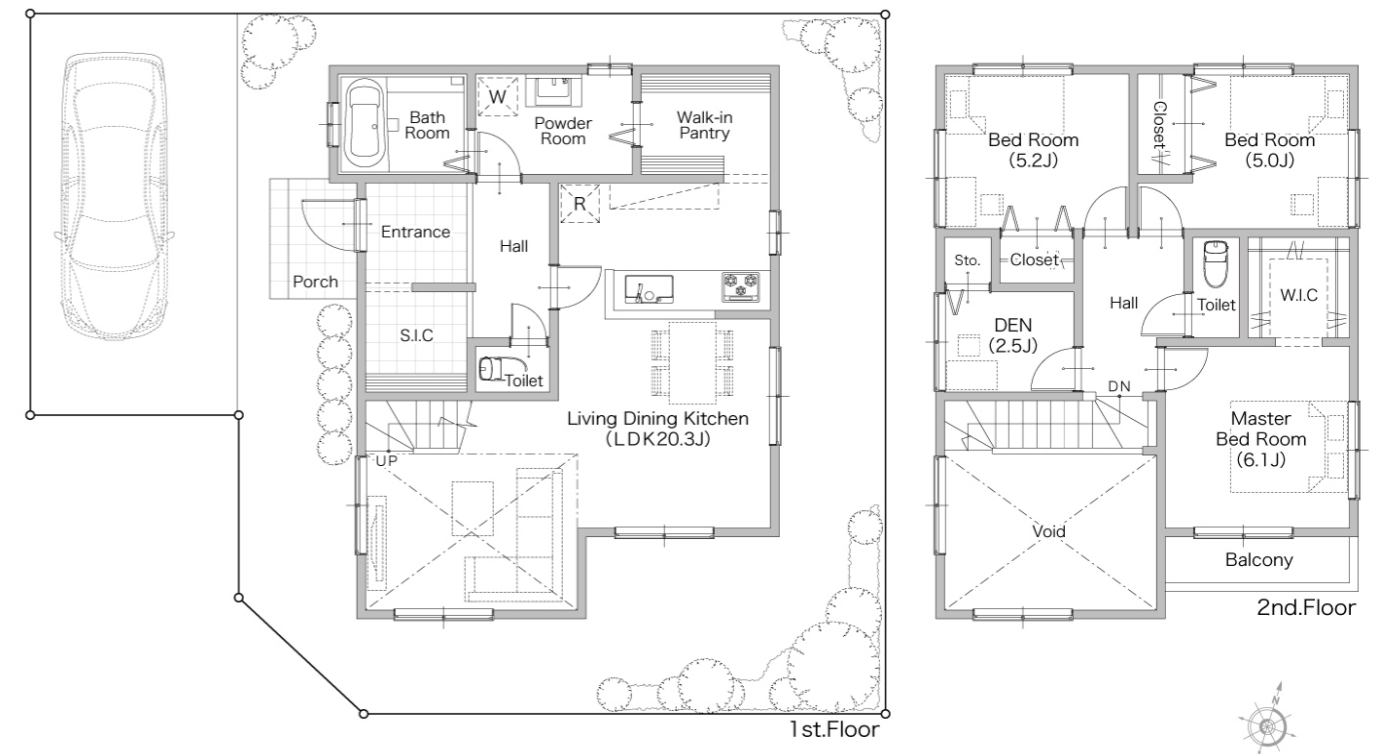 Bath
Room
W
Powder
Room
Walk-in
Pantry
R
Entrance
Hall
Porch
S.I.C
Toilet
UP
Living Dining Kitchen
(LDK20.3J)
1st.Floor
Bed Room
(5.2J)
Closet
Bed Room
(5.0J)
Sto.
Closet
Hall
Toilet
W.I.C
DEN
(2.5J)
DN
Master
Bed Room
(6.1J)
Void
Balcony
2nd.Floor
N